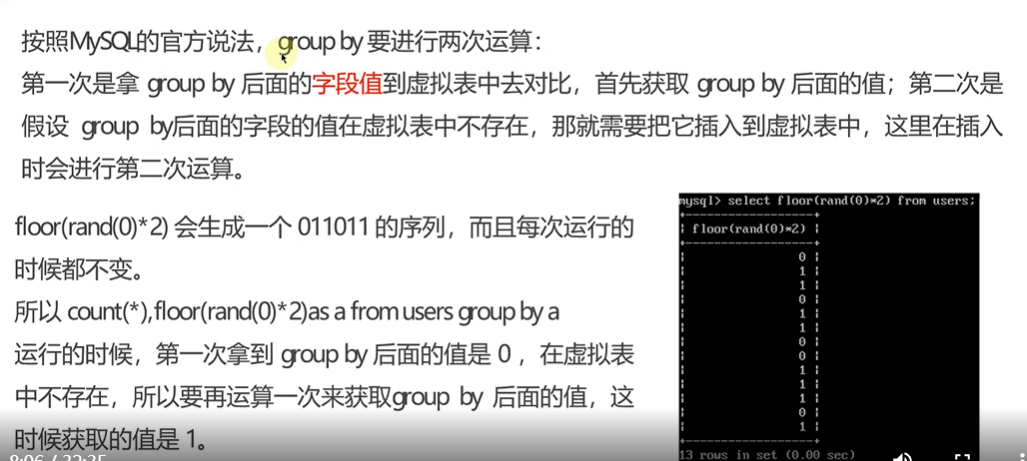 按照MySQL的官方说法，group by 要进行两次运算：
第一次是拿 group by 后面的字段值到虚拟表中去对比，首先获取 group by 后面的值；第二次是
假设 group by后面的字段的值在虚拟表中不存在，那就需要把它插入到虚拟表中，这里在插入
时会进行第二次运算。
floor(rand(0)*2) 会生成一个 011011 的序列，而且每次运行的
时候都不变。
所以 count(*),floor(rand(0)*2)as a from users group by a
运行的时候，第一次拿到 group by 后面的值是 0 ，在虚拟表
中不存在，所以要再运算一次来获取group by 后面的值，这
时候获取的值是 1。
mysql> select floor(rand(0)*2) from users;
+------------------+
| floor(rand(0)*2) |
+------------------+
| 0 |
| 1 |
| 1 |
| 0 |
| 1 |
| 1 |
| 0 |
| 0 |
| 1 |
| 1 |
| 1 |
| 0 |
| 1 |
+------------------+
13 rows in set (0.00 sec)
8:06 / 32:35